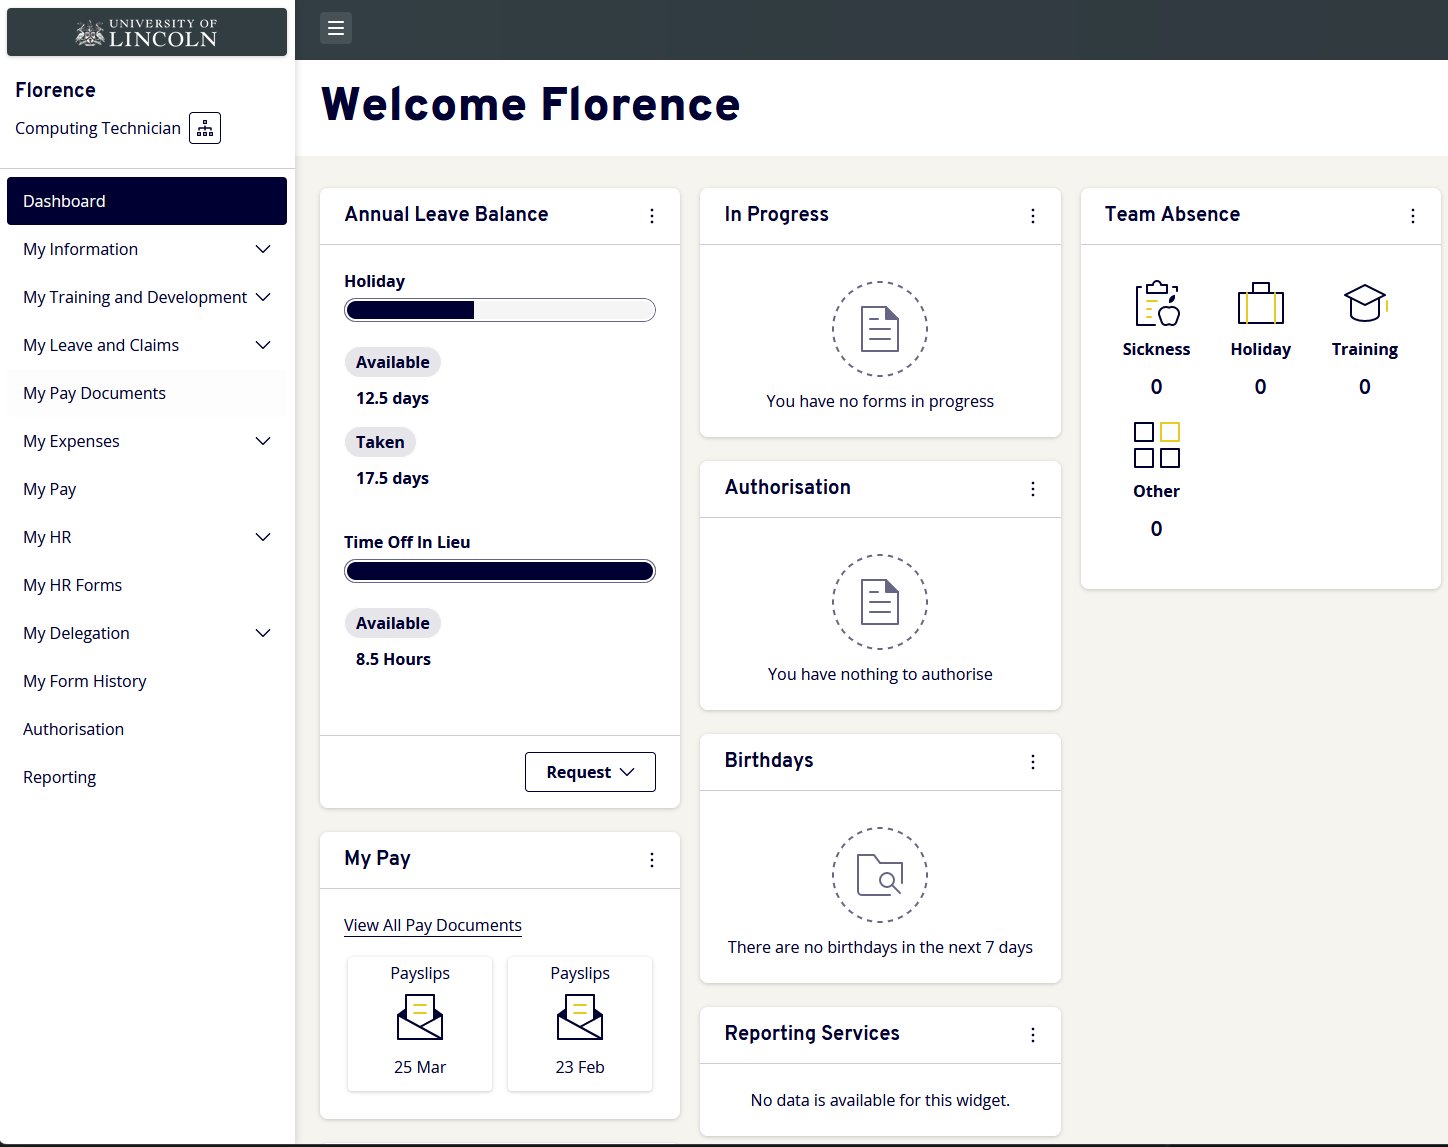 UNIVERSITY OF
LINCOLN
Florence
Computing Technician
Dashboard
My Information
My Training and Development
My Leave and Claims
My Pay Documents
My Expenses
My Pay
My HR
My HR Forms
My Delegation
My Form History
Authorisation
Reporting
Welcome Florence
Annual Leave Balance
Holiday
Available
12.5 days
Taken
17.5 days
Time Off In Lieu
Available
8.5 Hours
Request
My Pay
View All Pay Documents
Payslips
25 Mar
Payslips
23 Feb
In Progress
You have no forms in progress
Authorisation
You have nothing to authorise
Birthdays
There are no birthdays in the next 7 days
Reporting Services
No data is available for this widget.
Team Absence
Sickness
0
Holiday
0
Training
0
Other
0